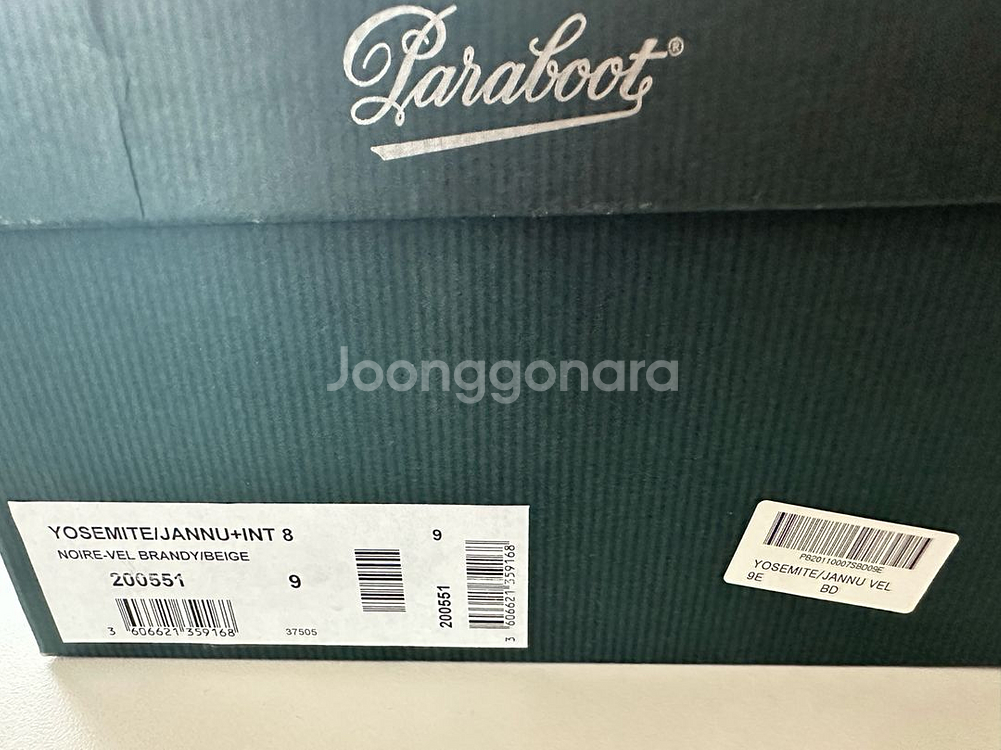 Paraboot®
Joonggonara
YOSEMITE/JANNU+INT 8
NOIRE-VEL BRANDY/BEIGE
200551 9
3 606621 359168
37505
9
200551
3 606621 359168
PB20110007SBD09E
YOSEMITE/JANNU VEL
9E BD